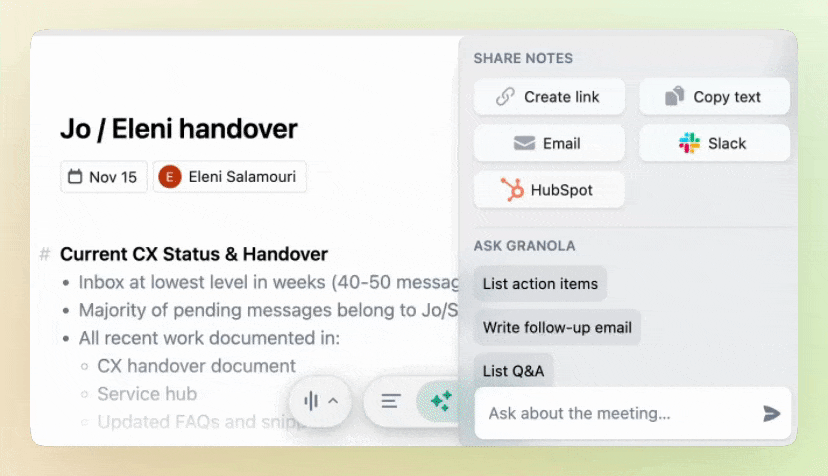 Jo / Eleni handover
Nov 15
E Eleni Salamouri
# Current CX Status & Handover
• Inbox at lowest level in weeks (40-50 messag
• Majority of pending messages belong to Jo/S
• All recent work documented in:
CX handover document
Service hub
Updated FAQs and snip
SHARE NOTES
Create link
Copy text
Email
Slack
HubSpot
ASK GRANOLA
List action items
Write follow-up email
List Q&A
Ask about the meeting...